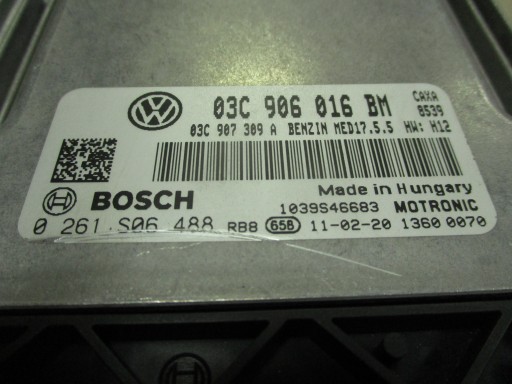 03C 906 016 BM CAXA
8539
03C 907 309 A BENZIN MED17.5.5 HW: H12
BOSCH
Made in Hungary
1039S46683 MOTRONIC
0 261 S06 488 RB8 658 11-02-20 1360 0070